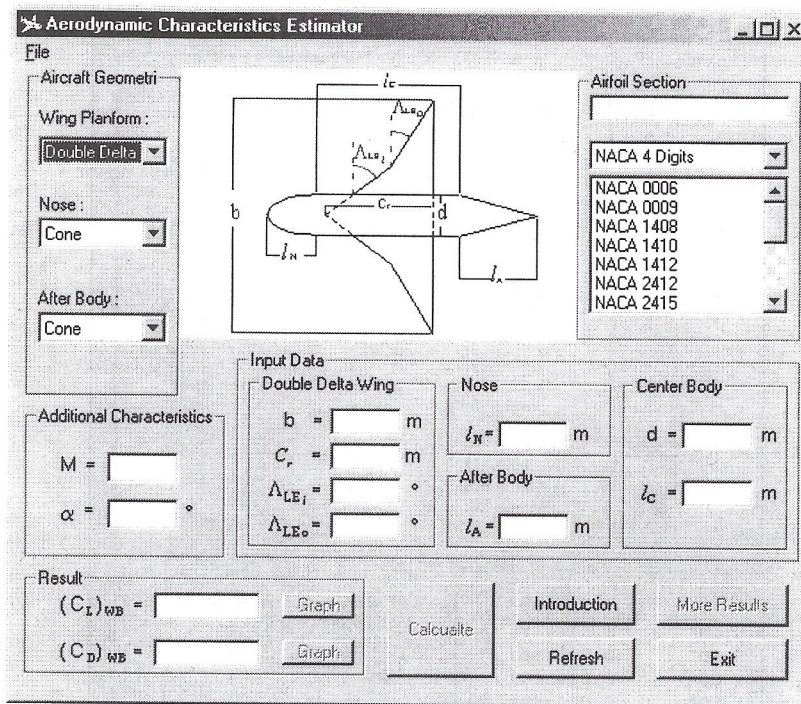 Aerodynamic Characteristics Estimator
File
Aircraft Geometri
Wing Planform :
Double Delta
Nose :
Cone
After Body :
Cone
l_C
Λ_LEo
Λ_LEi
b
C_r
d
l_N
l_A
Airfoil Section
NACA 4 Digits
NACA 0006
NACA 0009
NACA 1408
NACA 1410
NACA 1412
NACA 2412
NACA 2415
Additional Characteristics
M =
α = °
Input Data
Double Delta Wing
b = m
C_r = m
Λ_LEi = °
Λ_LEo = °
Nose
l_N = m
After Body
l_A = m
Center Body
d = m
l_C = m
Result
(C_L)_WB = Graph
(C_D)_WB = Graph
Calcualte
Introduction
More Results
Refresh
Exit